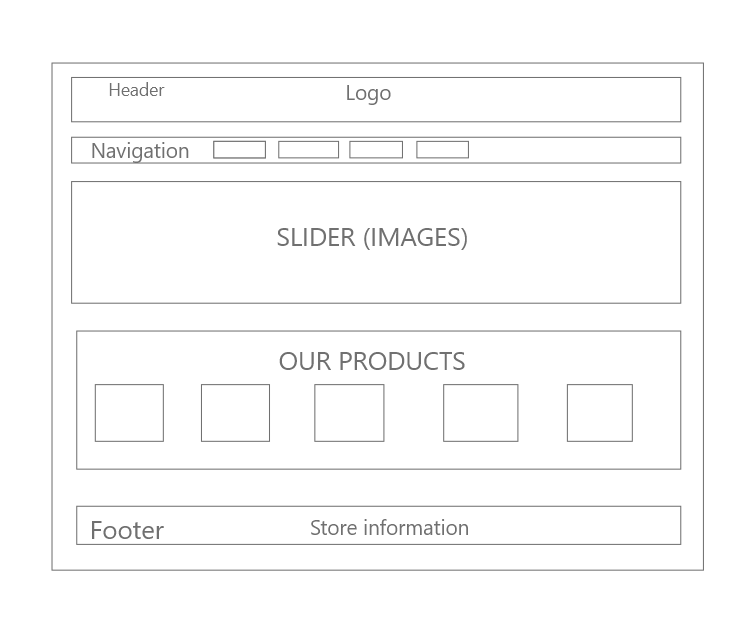 Header
Logo
Navigation
SLIDER (IMAGES)
OUR PRODUCTS
Footer
Store information